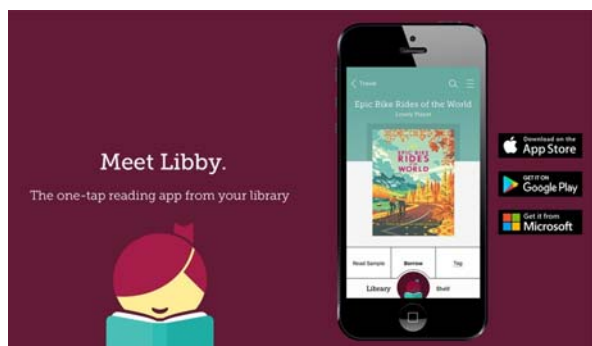 Meet Libby.
The one-tap reading app from your library
Travel
Epic Bike Rides of the World
Lonely Planet
EPIC BIKE
RIDES
OF THE
WORLD
Read Sample
Borrow
Tag
Library
Shelf
Download on the
App Store
GET IT ON
Google Play
Get it from
Microsoft